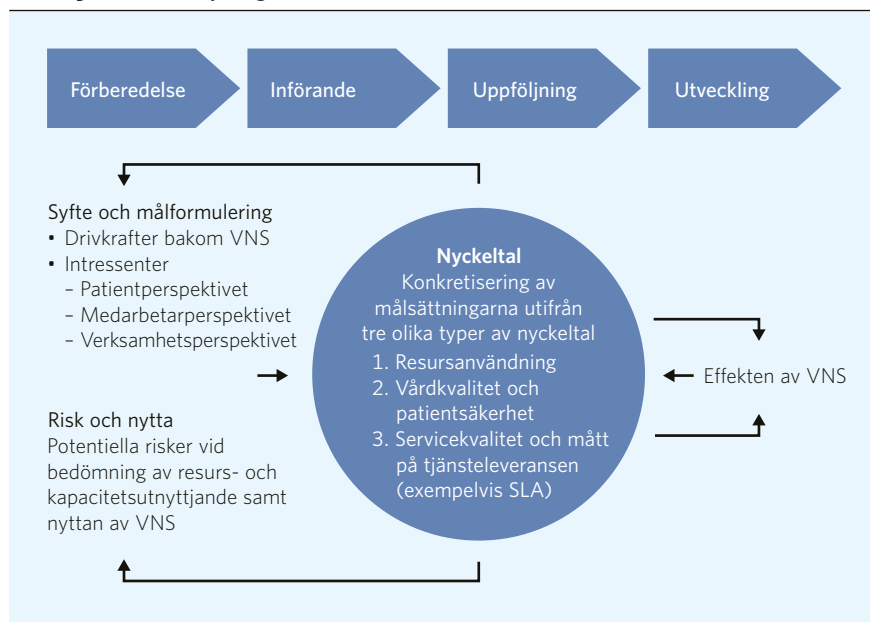 Förberedelse
Införande
Uppföljning
Utveckling
Syfte och målformulering
• Drivkrafter bakom VNS
• Intressenter
– Patientperspektivet
– Medarbetarperspektivet
– Verksamhetsperspektivet
Risk och nytta
Potentiella risker vid
bedömning av resurs- och
kapacitetsutnyttjande samt
nyttan av VNS
Nyckeltal
Konkretisering av
målsättningarna utifrån
tre olika typer av nyckeltal
1. Resursanvändning
2. Vårdkvalitet och
patientsäkerhet
3. Servicekvalitet och mått
på tjänsteleveransen
(exempelvis SLA)
Effekten av VNS